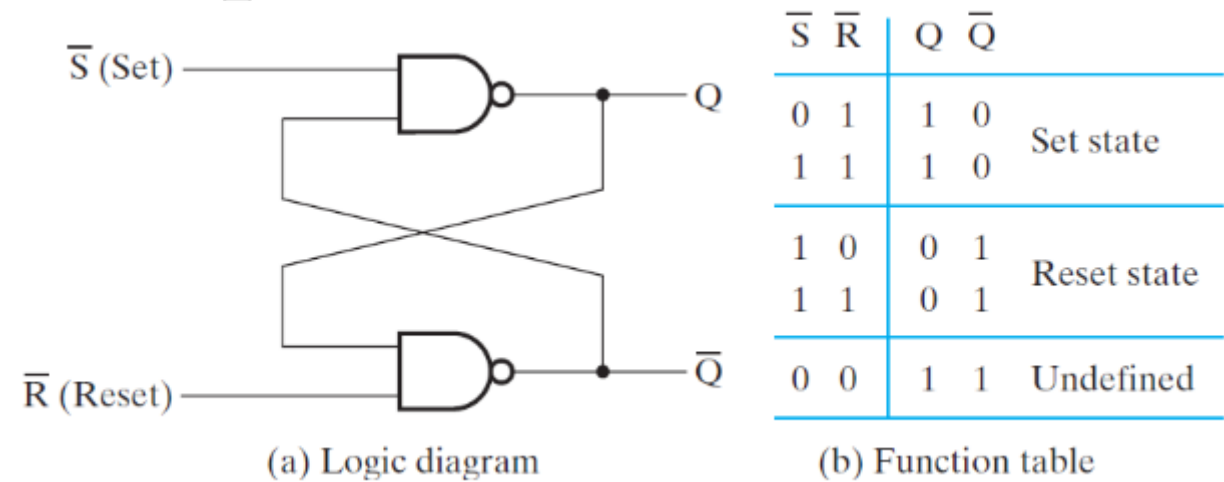 S̅ (Set)
Q
R̅ (Reset)
Q̅
(a) Logic diagram
S̅ R̅ Q Q̅
0 1 1 0
Set state
1 1 1 0
1 0 0 1
Reset state
1 1 0 1
0 0 1 1 Undefined
(b) Function table